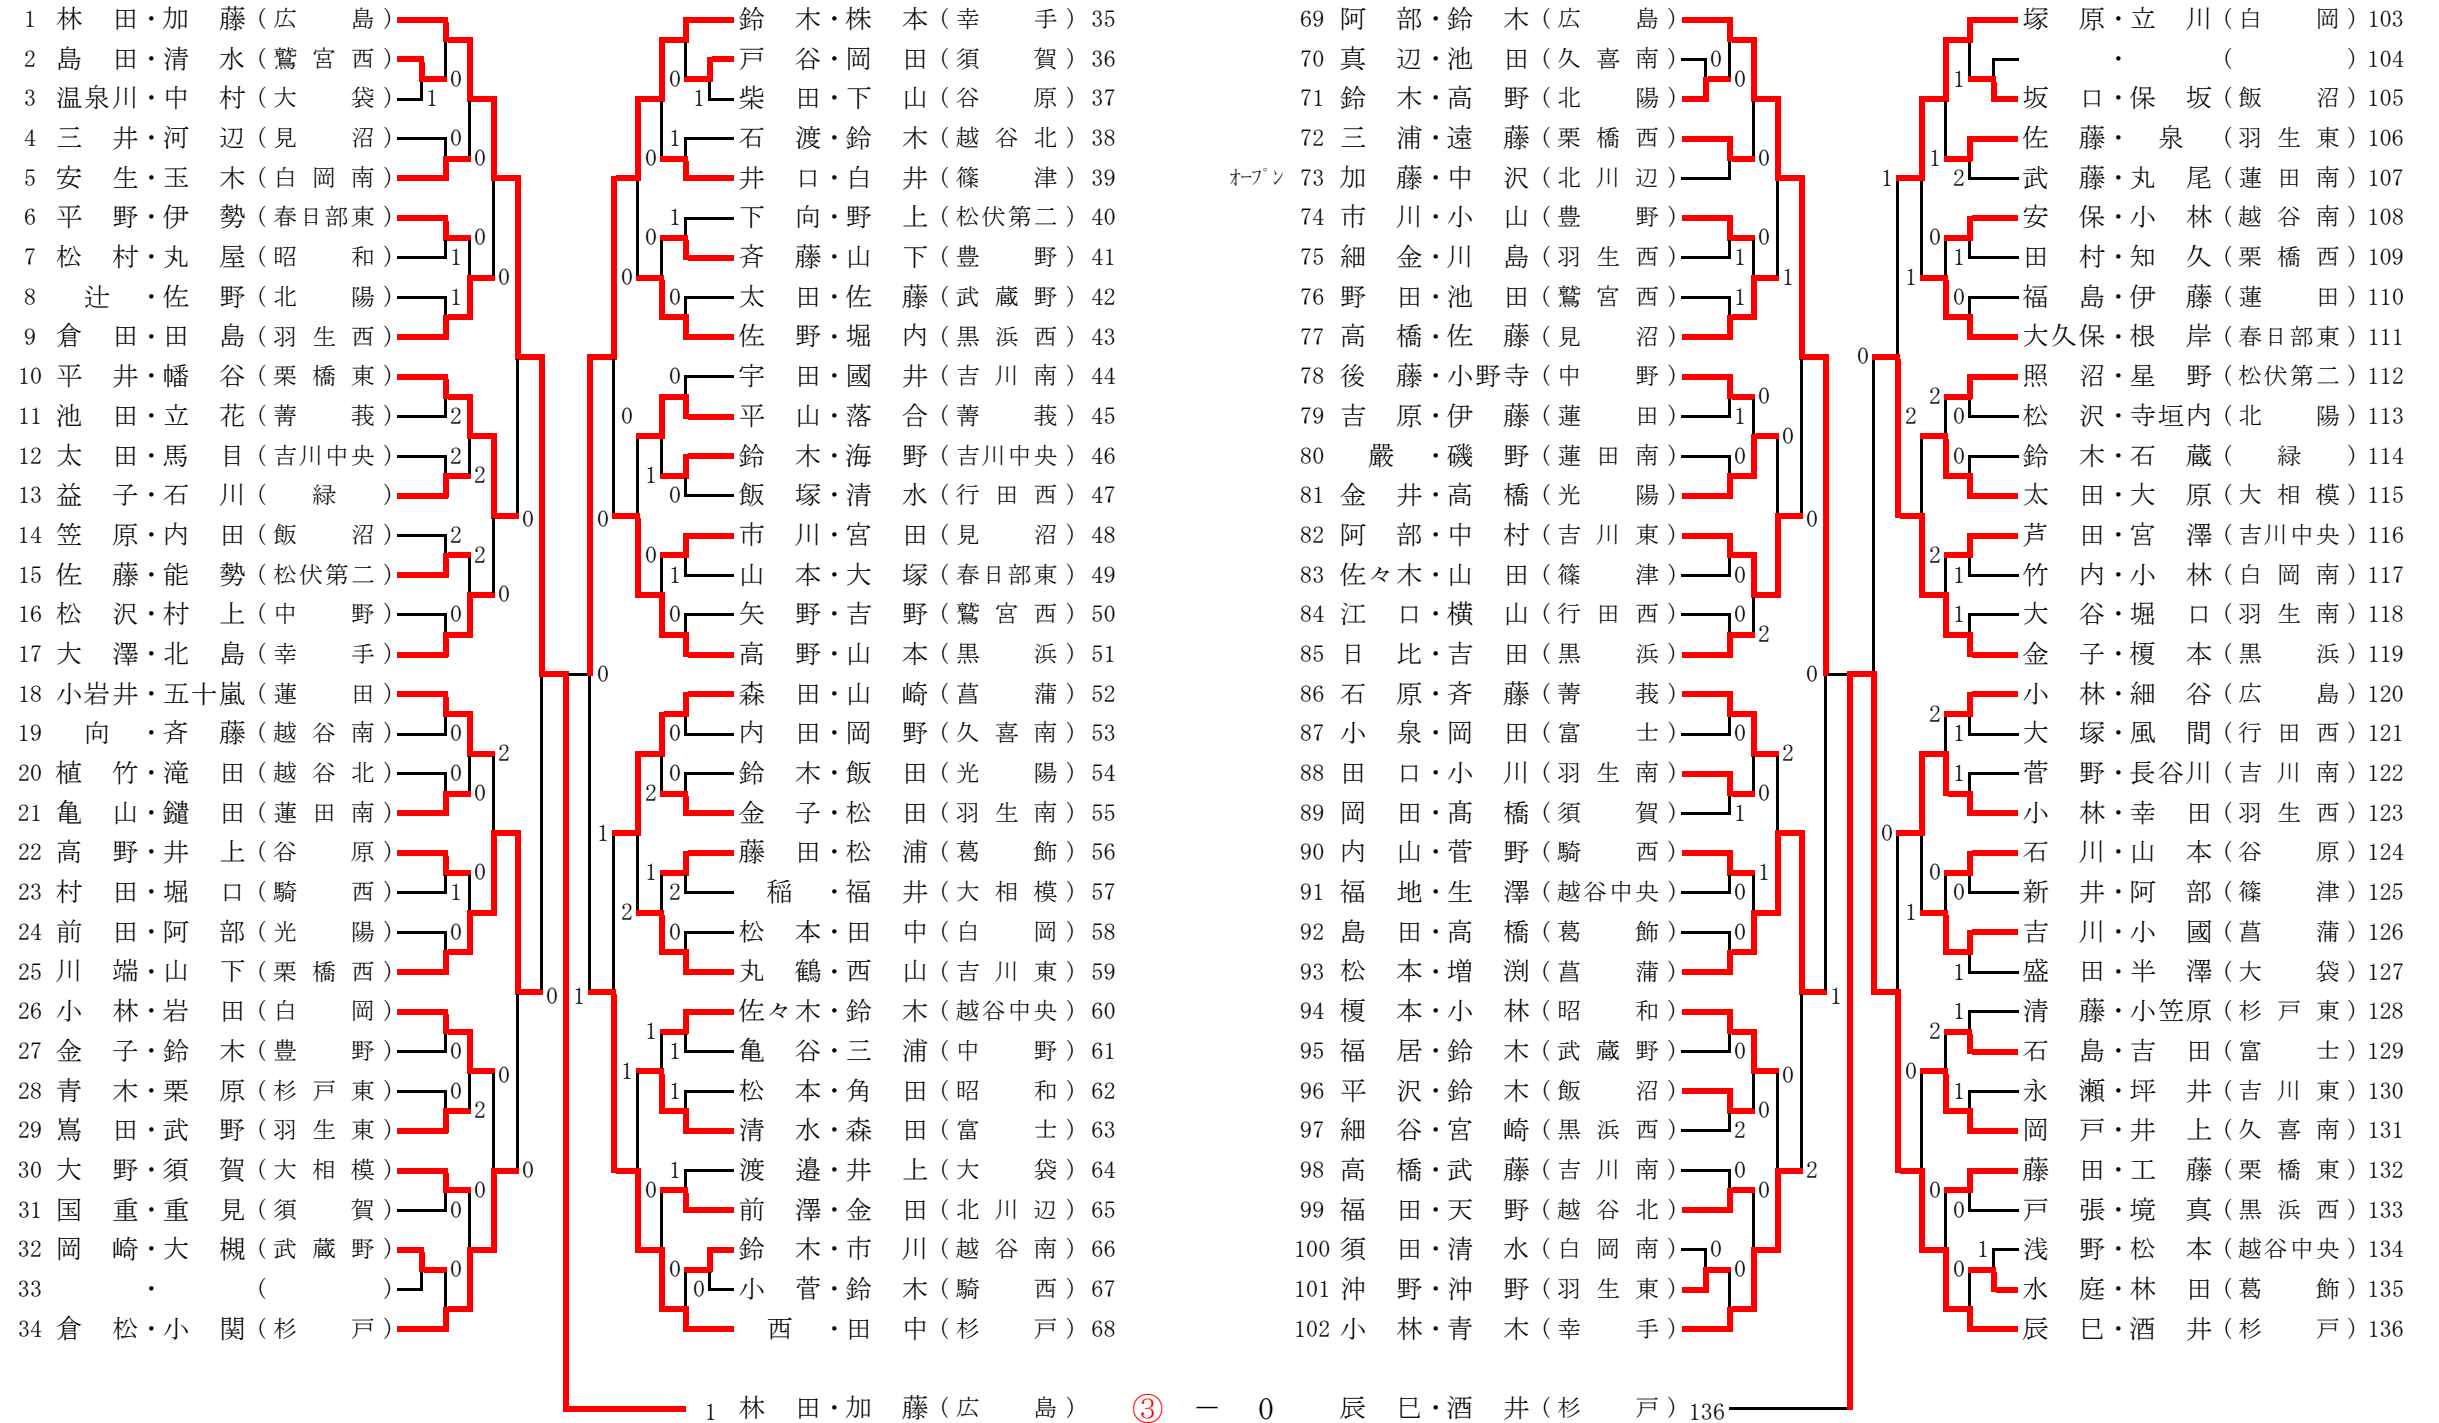 1 林田・加藤（広島）
2 島田・清水（鷲宮西）
3 温泉川・中村（大袋）
4 三井・河辺（見沼）
5 安生・玉木（白岡南）
6 平野・伊勢（春日部東）
7 松村・丸屋（昭和）
8 辻・佐野（北陽）
9 倉田・田島（羽生西）
10 平井・幡谷（栗橋東）
11 池田・立花（菁莪）
12 太田・馬目（吉川中央）
13 益子・石川（緑）
14 笠原・内田（飯沼）
15 佐藤・能勢（松伏第二）
16 松沢・村上（中野）
17 大澤・北島（幸手）
18 小岩井・五十嵐（蓮田）
19 向・斉藤（越谷南）
20 植竹・滝田（越谷北）
21 亀山・鑓田（蓮田南）
22 高野・井上（谷原）
23 村田・堀口（騎西）
24 前田・阿部（光陽）
25 川端・山下（栗橋西）
26 小林・岩田（白岡）
27 金子・鈴木（豊野）
28 青木・栗原（杉戸東）
29 嶌田・武野（羽生東）
30 大野・須賀（大相模）
31 国重・重見（須賀）
32 岡崎・大槻（武蔵野）
33 ・（ ）
34 倉松・小関（杉戸）
鈴木・株本（幸手）35
戸谷・岡田（須賀）36
柴田・下山（谷原）37
石渡・鈴木（越谷北）38
井口・白井（篠津）39
下向・野上（松伏第二）40
斉藤・山下（豊野）41
太田・佐藤（武蔵野）42
佐野・堀内（黒浜西）43
宇田・國井（吉川南）44
平山・落合（菁莪）45
鈴木・海野（吉川中央）46
飯塚・清水（行田西）47
市川・宮田（見沼）48
山本・大塚（春日部東）49
矢野・吉野（鷲宮西）50
高野・山本（黒浜）51
森田・山崎（菖蒲）52
内田・岡野（久喜南）53
鈴木・飯田（光陽）54
金子・松田（羽生南）55
藤田・松浦（葛飾）56
稲・福井（大相模）57
松本・田中（白岡）58
丸鶴・西山（吉川東）59
佐々木・鈴木（越谷中央）60
亀谷・三浦（中野）61
松本・角田（昭和）62
清水・森田（富士）63
渡邉・井上（大袋）64
前澤・金田（北川辺）65
鈴木・市川（越谷南）66
小菅・鈴木（騎西）67
西・田中（杉戸）68
69 阿部・鈴木（広島）
70 真辺・池田（久喜南）
71 鈴木・高野（北陽）
72 三浦・遠藤（栗橋西）
オープン 73 加藤・中沢（北川辺）
74 市川・小山（豊野）
75 細金・川島（羽生西）
76 野田・池田（鷲宮西）
77 高橋・佐藤（見沼）
78 後藤・小野寺（中野）
79 吉原・伊藤（蓮田）
80 嚴・磯野（蓮田南）
81 金井・高橋（光陽）
82 阿部・中村（吉川東）
83 佐々木・山田（篠津）
84 江口・横山（行田西）
85 日比・吉田（黒浜）
86 石原・斉藤（菁莪）
87 小泉・岡田（富士）
88 田口・小川（羽生南）
89 岡田・髙橋（須賀）
90 内山・菅野（騎西）
91 福地・生澤（越谷中央）
92 島田・高橋（葛飾）
93 松本・増渕（菖蒲）
94 榎本・小林（昭和）
95 福居・鈴木（武蔵野）
96 平沢・鈴木（飯沼）
97 細谷・宮崎（黒浜西）
98 高橋・武藤（吉川南）
99 福田・天野（越谷北）
100 須田・清水（白岡南）
101 沖野・沖野（羽生東）
102 小林・青木（幸手）
塚原・立川（白岡）103
・（ ）104
坂口・保坂（飯沼）105
佐藤・泉（羽生東）106
武藤・丸尾（蓮田南）107
安保・小林（越谷南）108
田村・知久（栗橋西）109
福島・伊藤（蓮田）110
大久保・根岸（春日部東）111
照沼・星野（松伏第二）112
松沢・寺垣内（北陽）113
鈴木・石蔵（緑）114
太田・大原（大相模）115
芦田・宮澤（吉川中央）116
竹内・小林（白岡南）117
大谷・堀口（羽生南）118
金子・榎本（黒浜）119
小林・細谷（広島）120
大塚・風間（行田西）121
菅野・長谷川（吉川南）122
小林・幸田（羽生西）123
石川・山本（谷原）124
新井・阿部（篠津）125
吉川・小國（菖蒲）126
盛田・半澤（大袋）127
清藤・小笠原（杉戸東）128
石島・吉田（富士）129
永瀬・坪井（吉川東）130
岡戸・井上（久喜南）131
藤田・工藤（栗橋東）132
戸張・境真（黒浜西）133
浅野・松本（越谷中央）134
水庭・林田（葛飾）135
辰巳・酒井（杉戸）136
1 林田・加藤（広島） ③ － 0 辰巳・酒井（杉戸）136